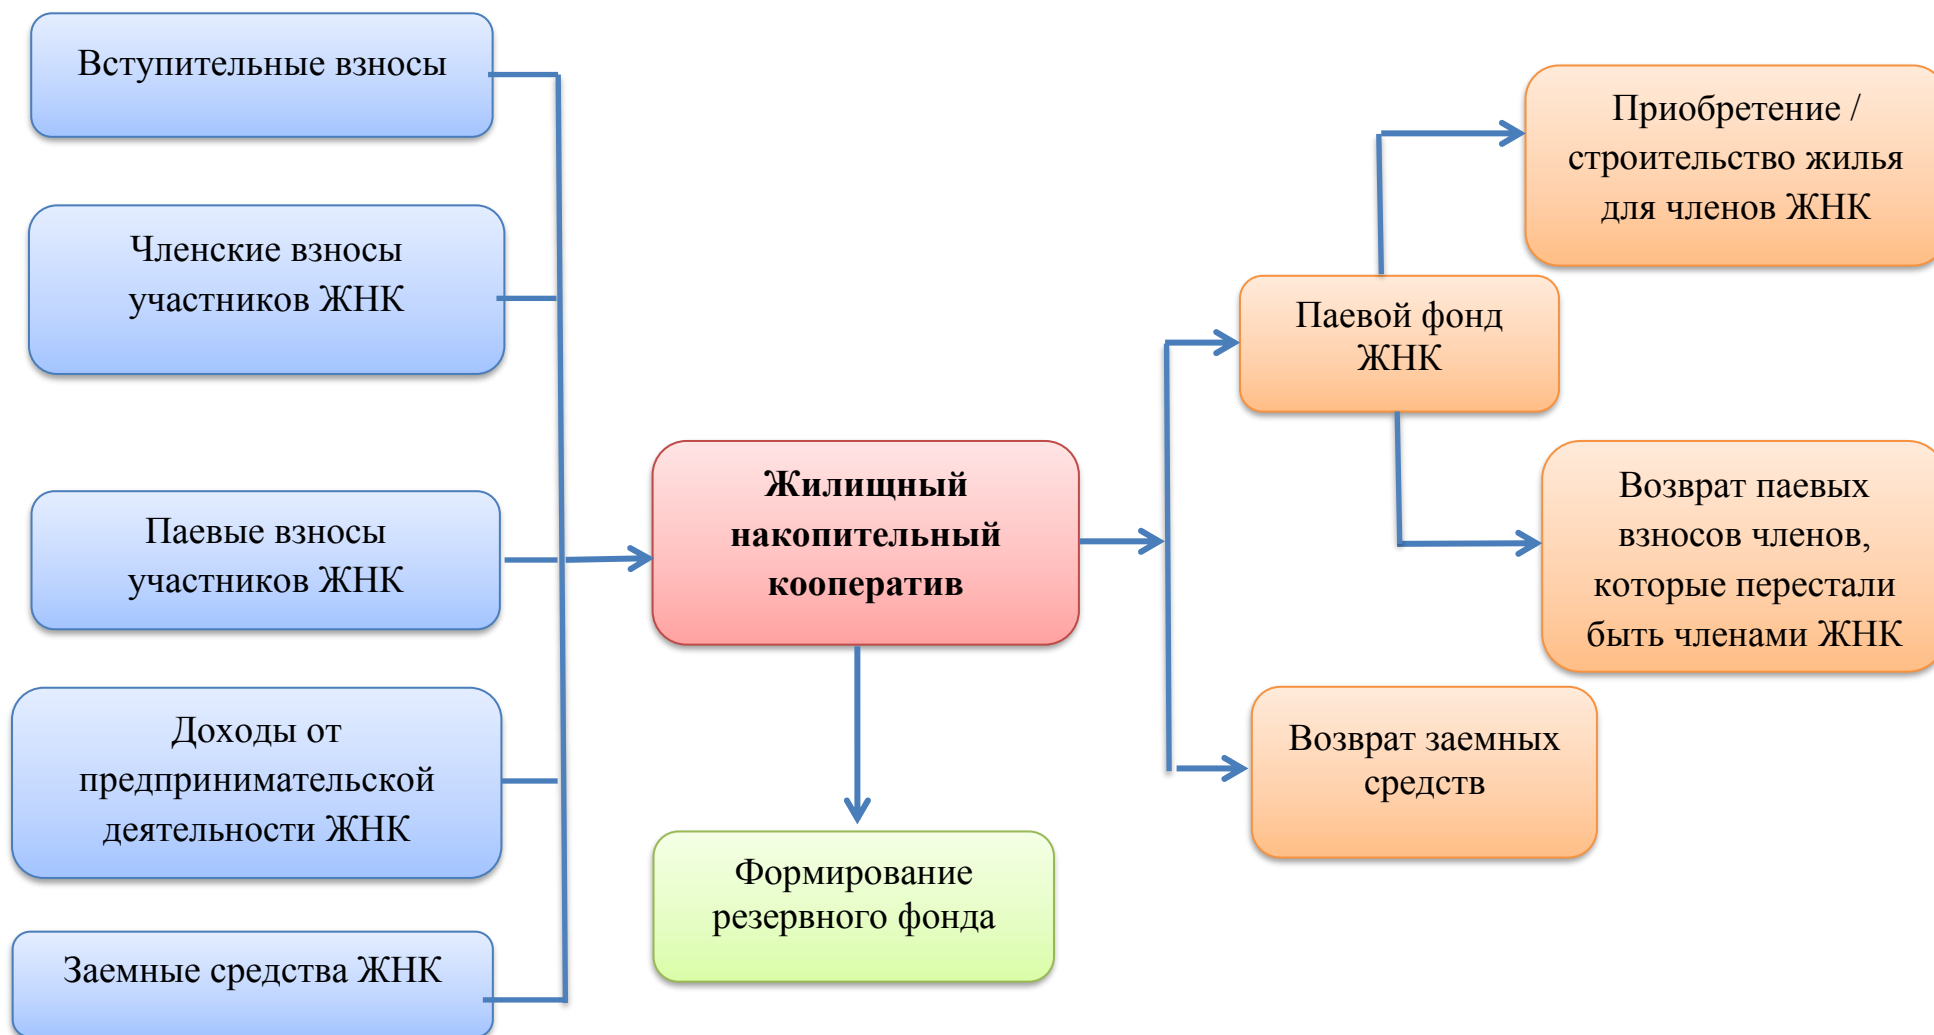 Вступительные взносы
Членские взносы
участников ЖНК
Паевые взносы
участников ЖНК
Доходы от
предпринимательской
деятельности ЖНК
Заемные средства ЖНК
Жилищный
накопительный
кооператив
Формирование
резервного фонда
Паевой фонд
ЖНК
Приобретение /
строительство жилья
для членов ЖНК
Возврат паевых
взносов членов,
которые перестали
быть членами ЖНК
Возврат заемных
средств